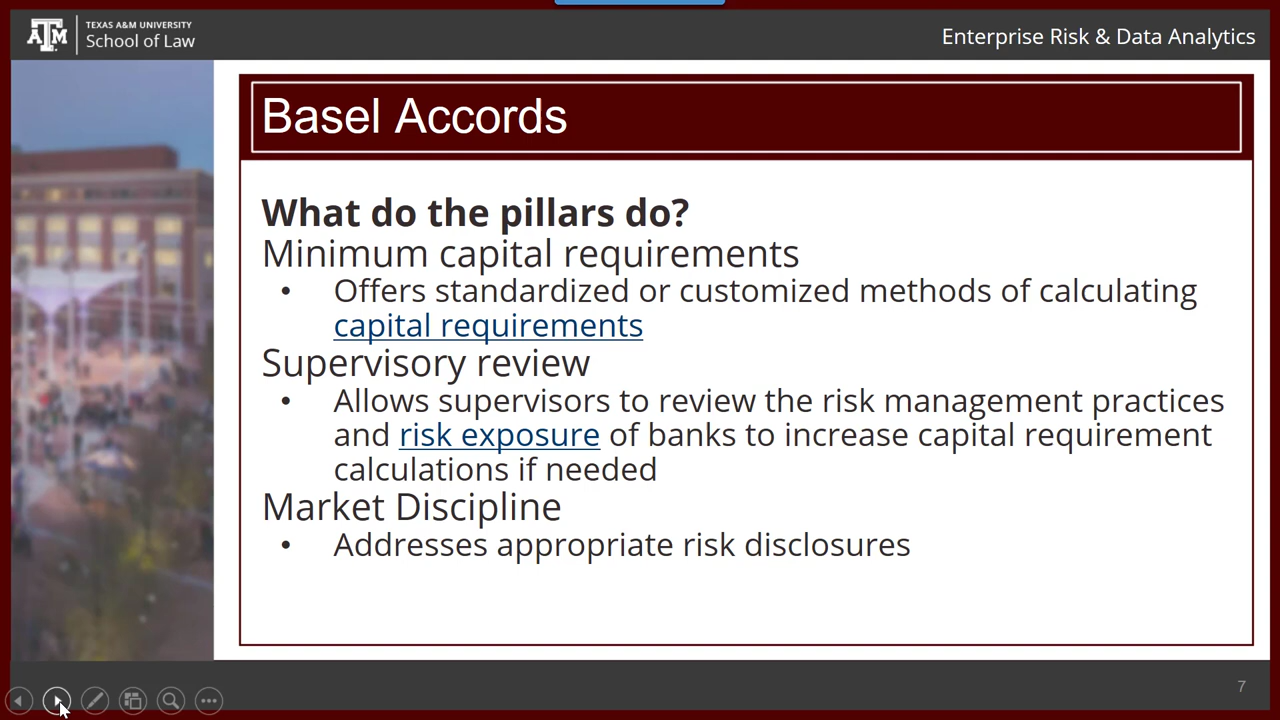 TEXAS A&M UNIVERSITY
School of Law
Enterprise Risk & Data Analytics
Basel Accords
What do the pillars do?
Minimum capital requirements
• Offers standardized or customized methods of calculating
capital requirements
Supervisory review
• Allows supervisors to review the risk management practices
and risk exposure of banks to increase capital requirement
calculations if needed
Market Discipline
• Addresses appropriate risk disclosures
7